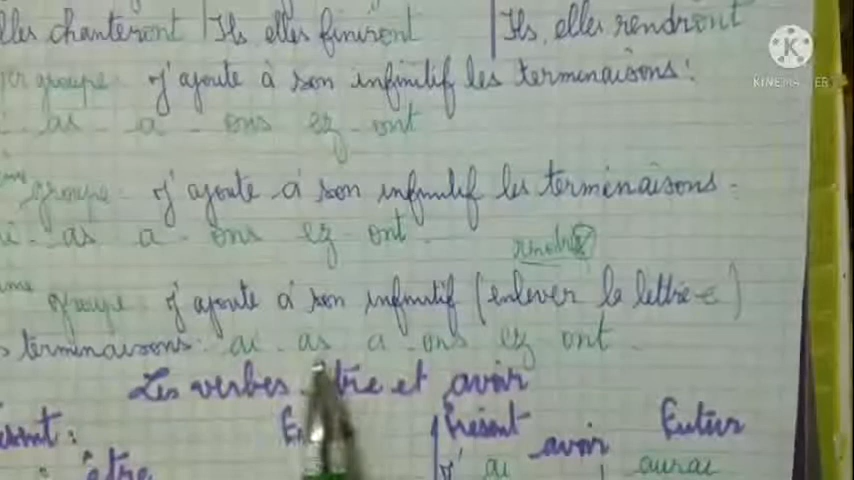 elles chanteront | Ils, elles finiront | Ils, elles rendront
1er groupe: J'ajoute à son infinitif les terminaisons:
as - a - ons ez - ont
groupe: J'ajoute à son infinitif les terminaisons:
as a - ons ez ont.
rendre
groupe: J'ajoute à son infinitif (enlever la lettre e)
terminaisons: ai - as a - ons ez ont.
Les verbes être et avoir
Présent Futur
avoir
être
J' ai aurai
KINEMA